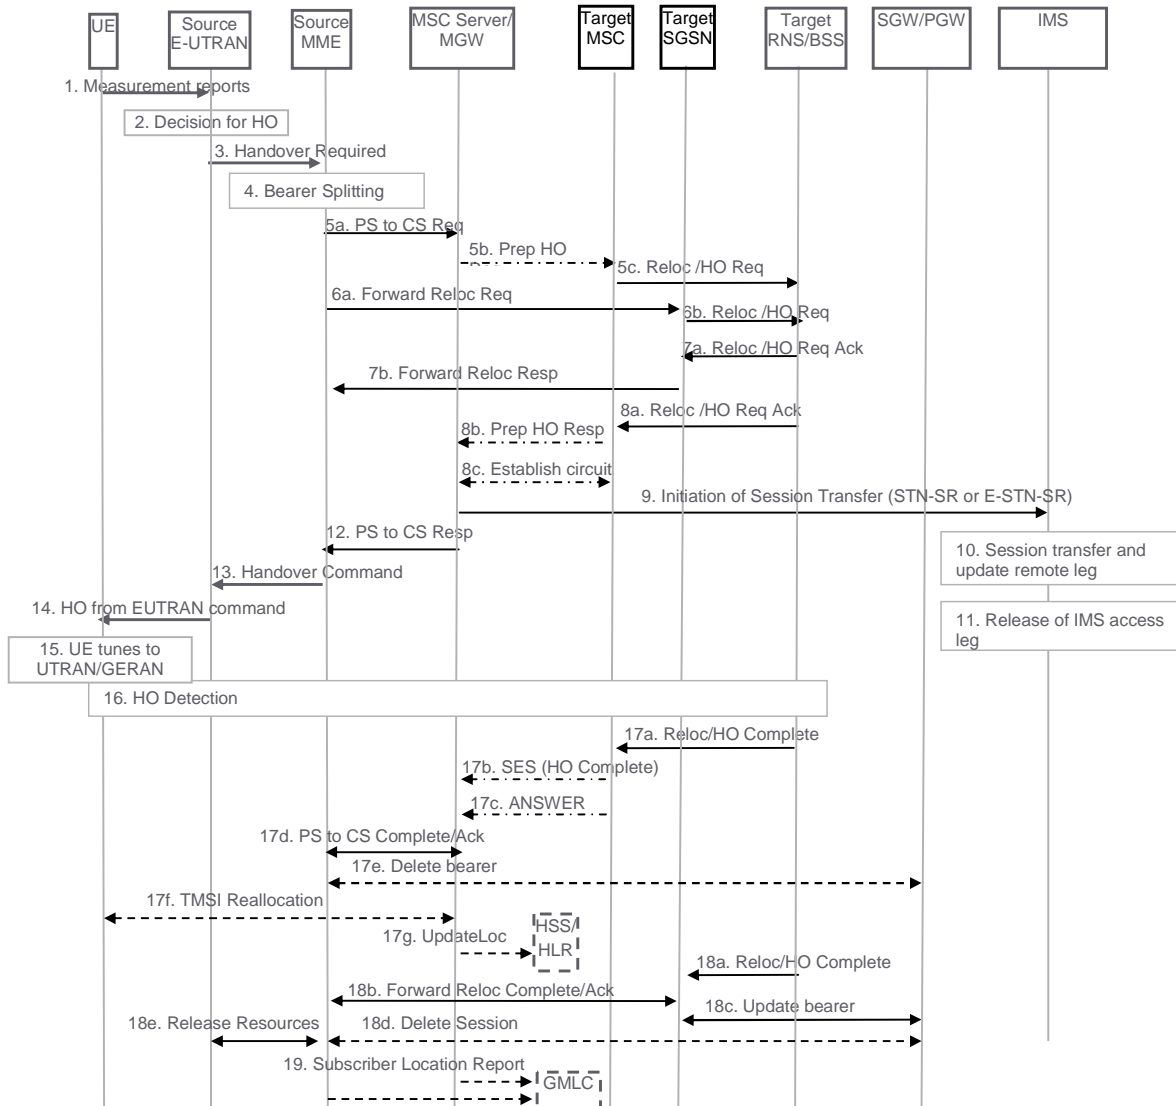 UE
Source
E-UTRAN
Source
MME
MSC Server/
MGW
Target
MSC
Target
SGSN
Target
RNS/BSS
SGW/PGW
IMS
1. Measurement reports
2. Decision for HO
3. Handover Required
4. Bearer Splitting
5a. PS to CS Req
5b. Prep HO
5c. Reloc /HO Req
6a. Forward Reloc Req
6b. Reloc /HO Req
7a. Reloc /HO Req Ack
7b. Forward Reloc Resp
8a. Reloc /HO Req Ack
8b. Prep HO Resp
8c. Establish circuit
9. Initiation of Session Transfer (STN-SR or E-STN-SR)
12. PS to CS Resp
10. Session transfer and
update remote leg
13. Handover Command
14. HO from EUTRAN command
11. Release of IMS access
leg
15. UE tunes to
UTRAN/GERAN
16. HO Detection
17a. Reloc/HO Complete
17b. SES (HO Complete)
17c. ANSWER
17d. PS to CS Complete/Ack
17e. Delete bearer
17f. TMSI Reallocation
HSS/
HLR
17g. UpdateLoc
18a. Reloc/HO Complete
18b. Forward Reloc Complete/Ack
18c. Update bearer
18e. Release Resources
18d. Delete Session
19. Subscriber Location Report
GMLC